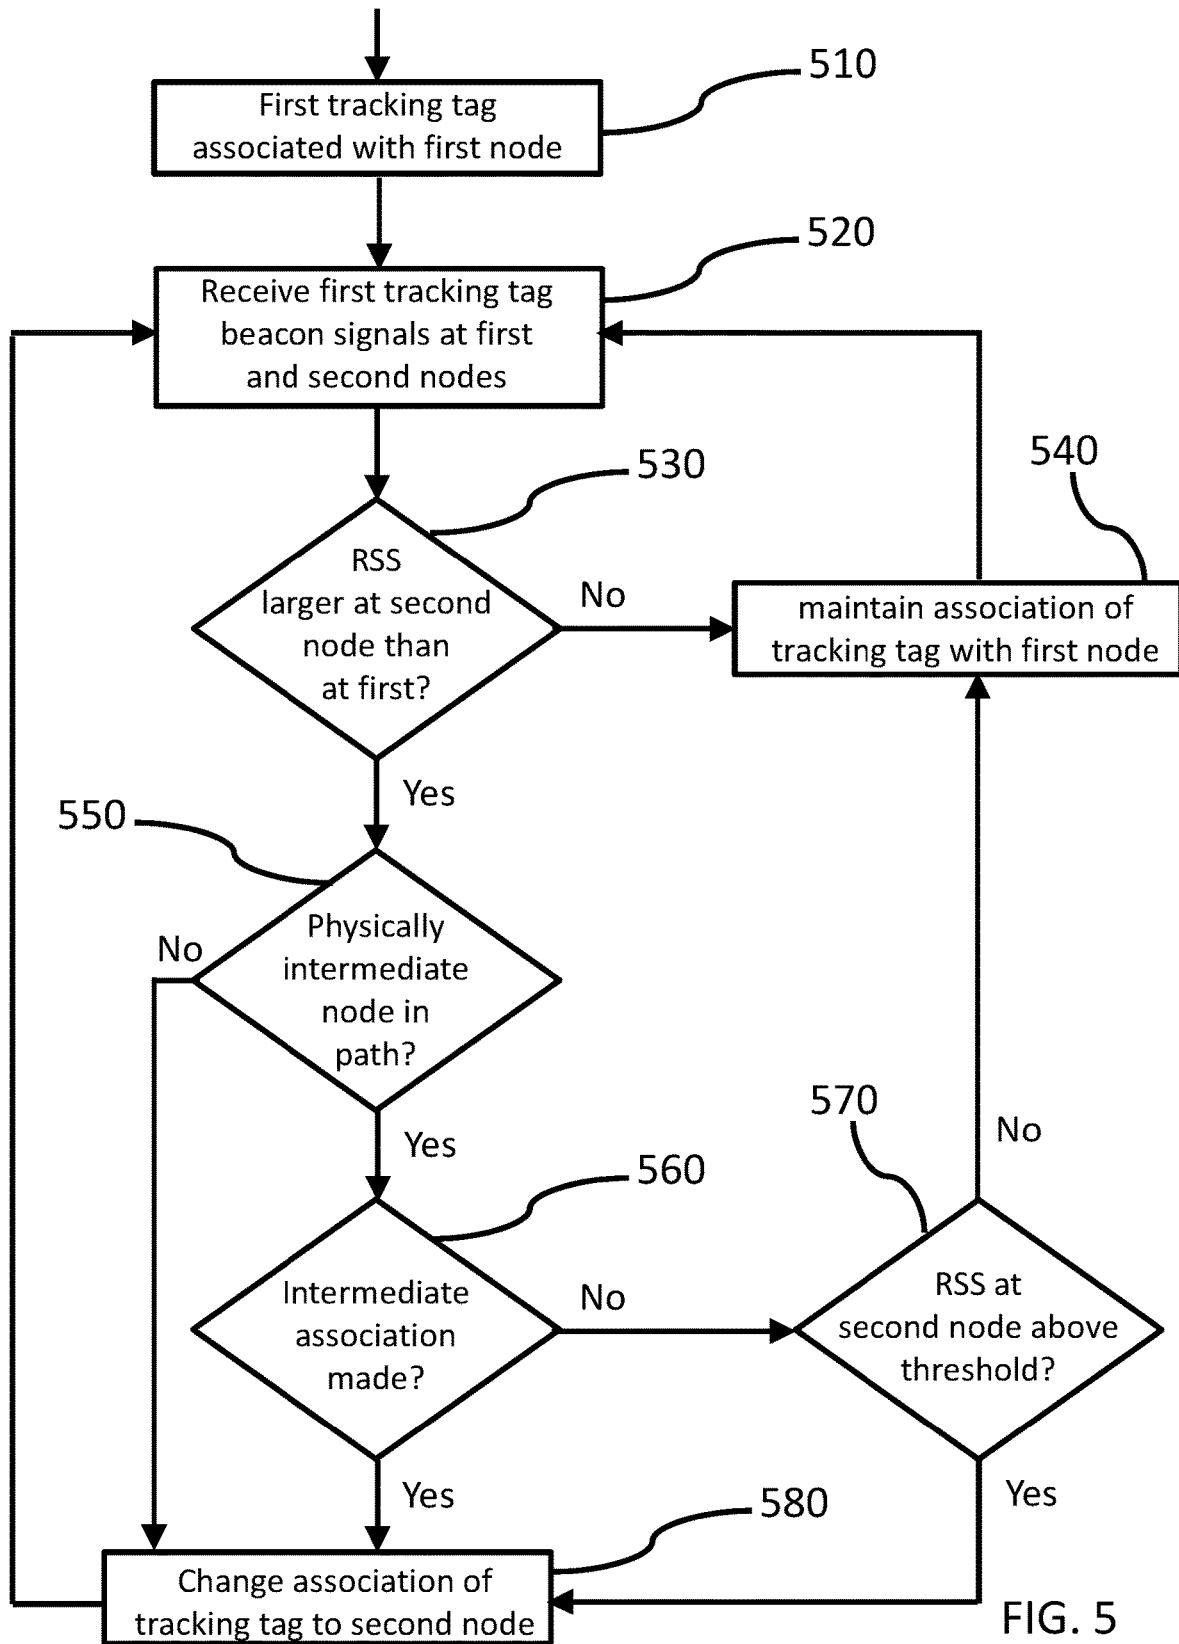 510
First tracking tag
associated with first node
520
Receive first tracking tag
beacon signals at first
and second nodes
530
540
RSS
larger at second
node than
at first?
No
maintain association of
tracking tag with first node
Yes
550
No
Physically
intermediate
node in
path?
570
No
Yes
560
Intermediate
association
made?
No
RSS at
second node above
threshold?
Yes
Yes
580
Change association of
tracking tag to second node
FIG. 5